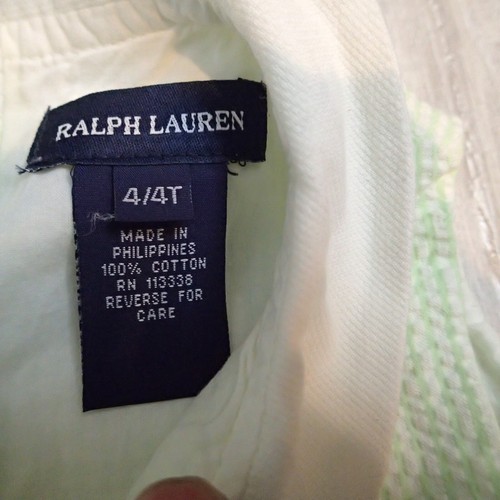 RALPH LAUREN
4/4T
MADE IN
PHILIPPINES
100% COTTON
RN 113338
REVERSE FOR
CARE